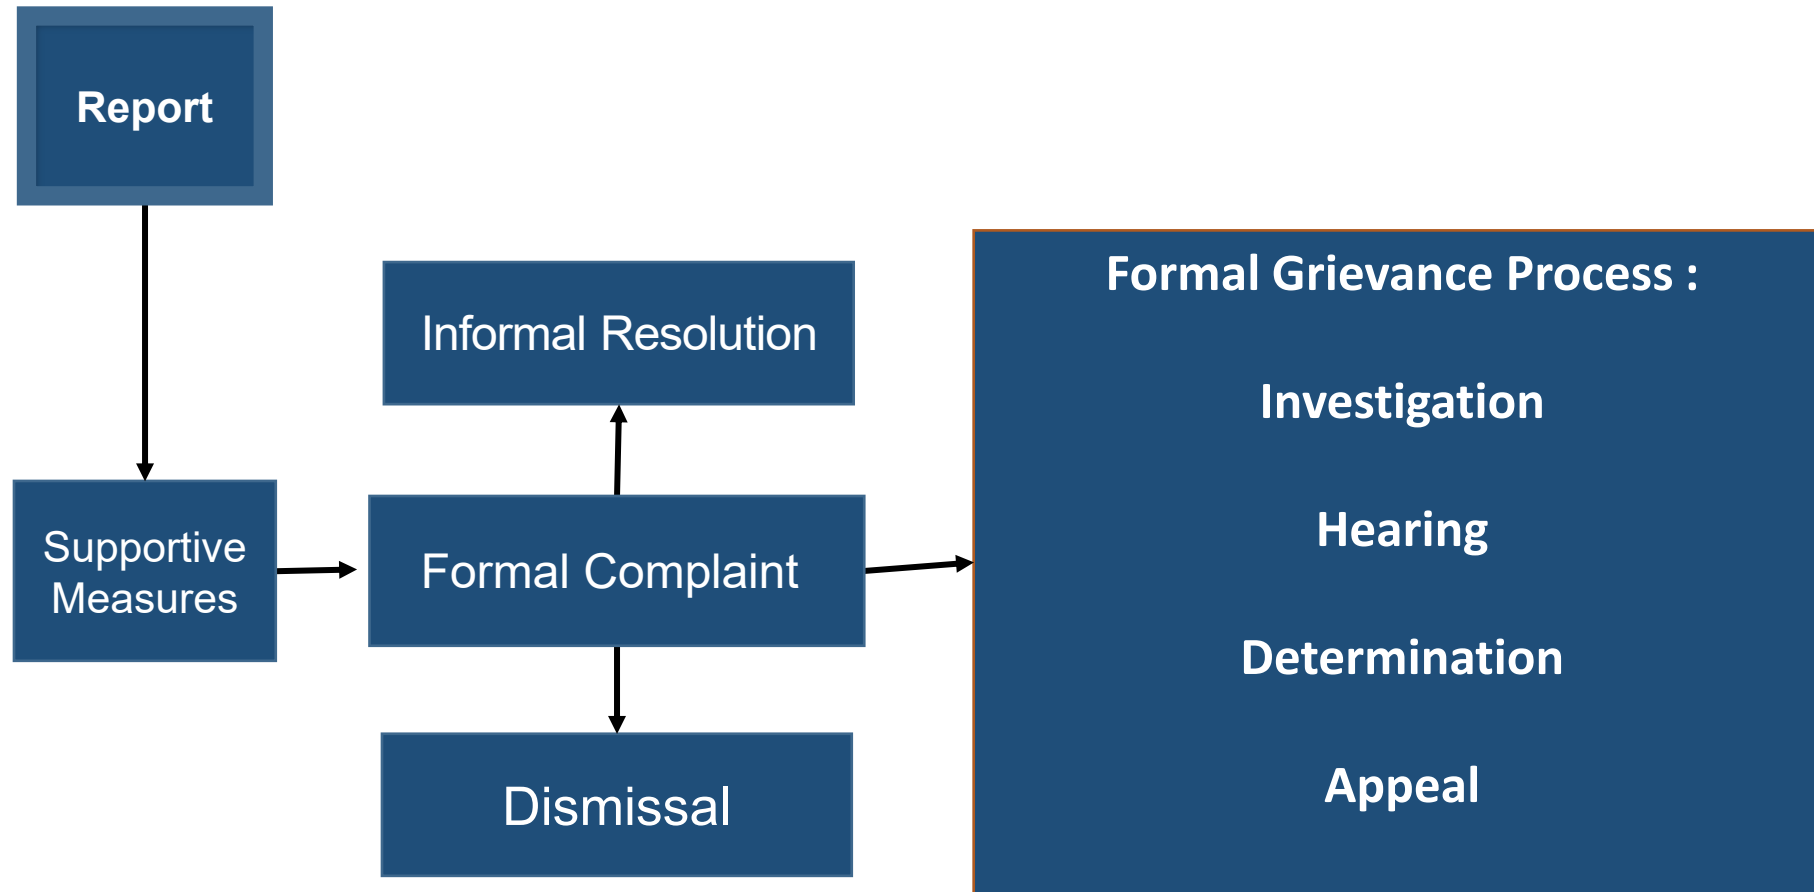 Report
Supportive
Measures
Informal Resolution
Formal Complaint
Dismissal
Formal Grievance Process :
Investigation
Hearing
Determination
Appeal